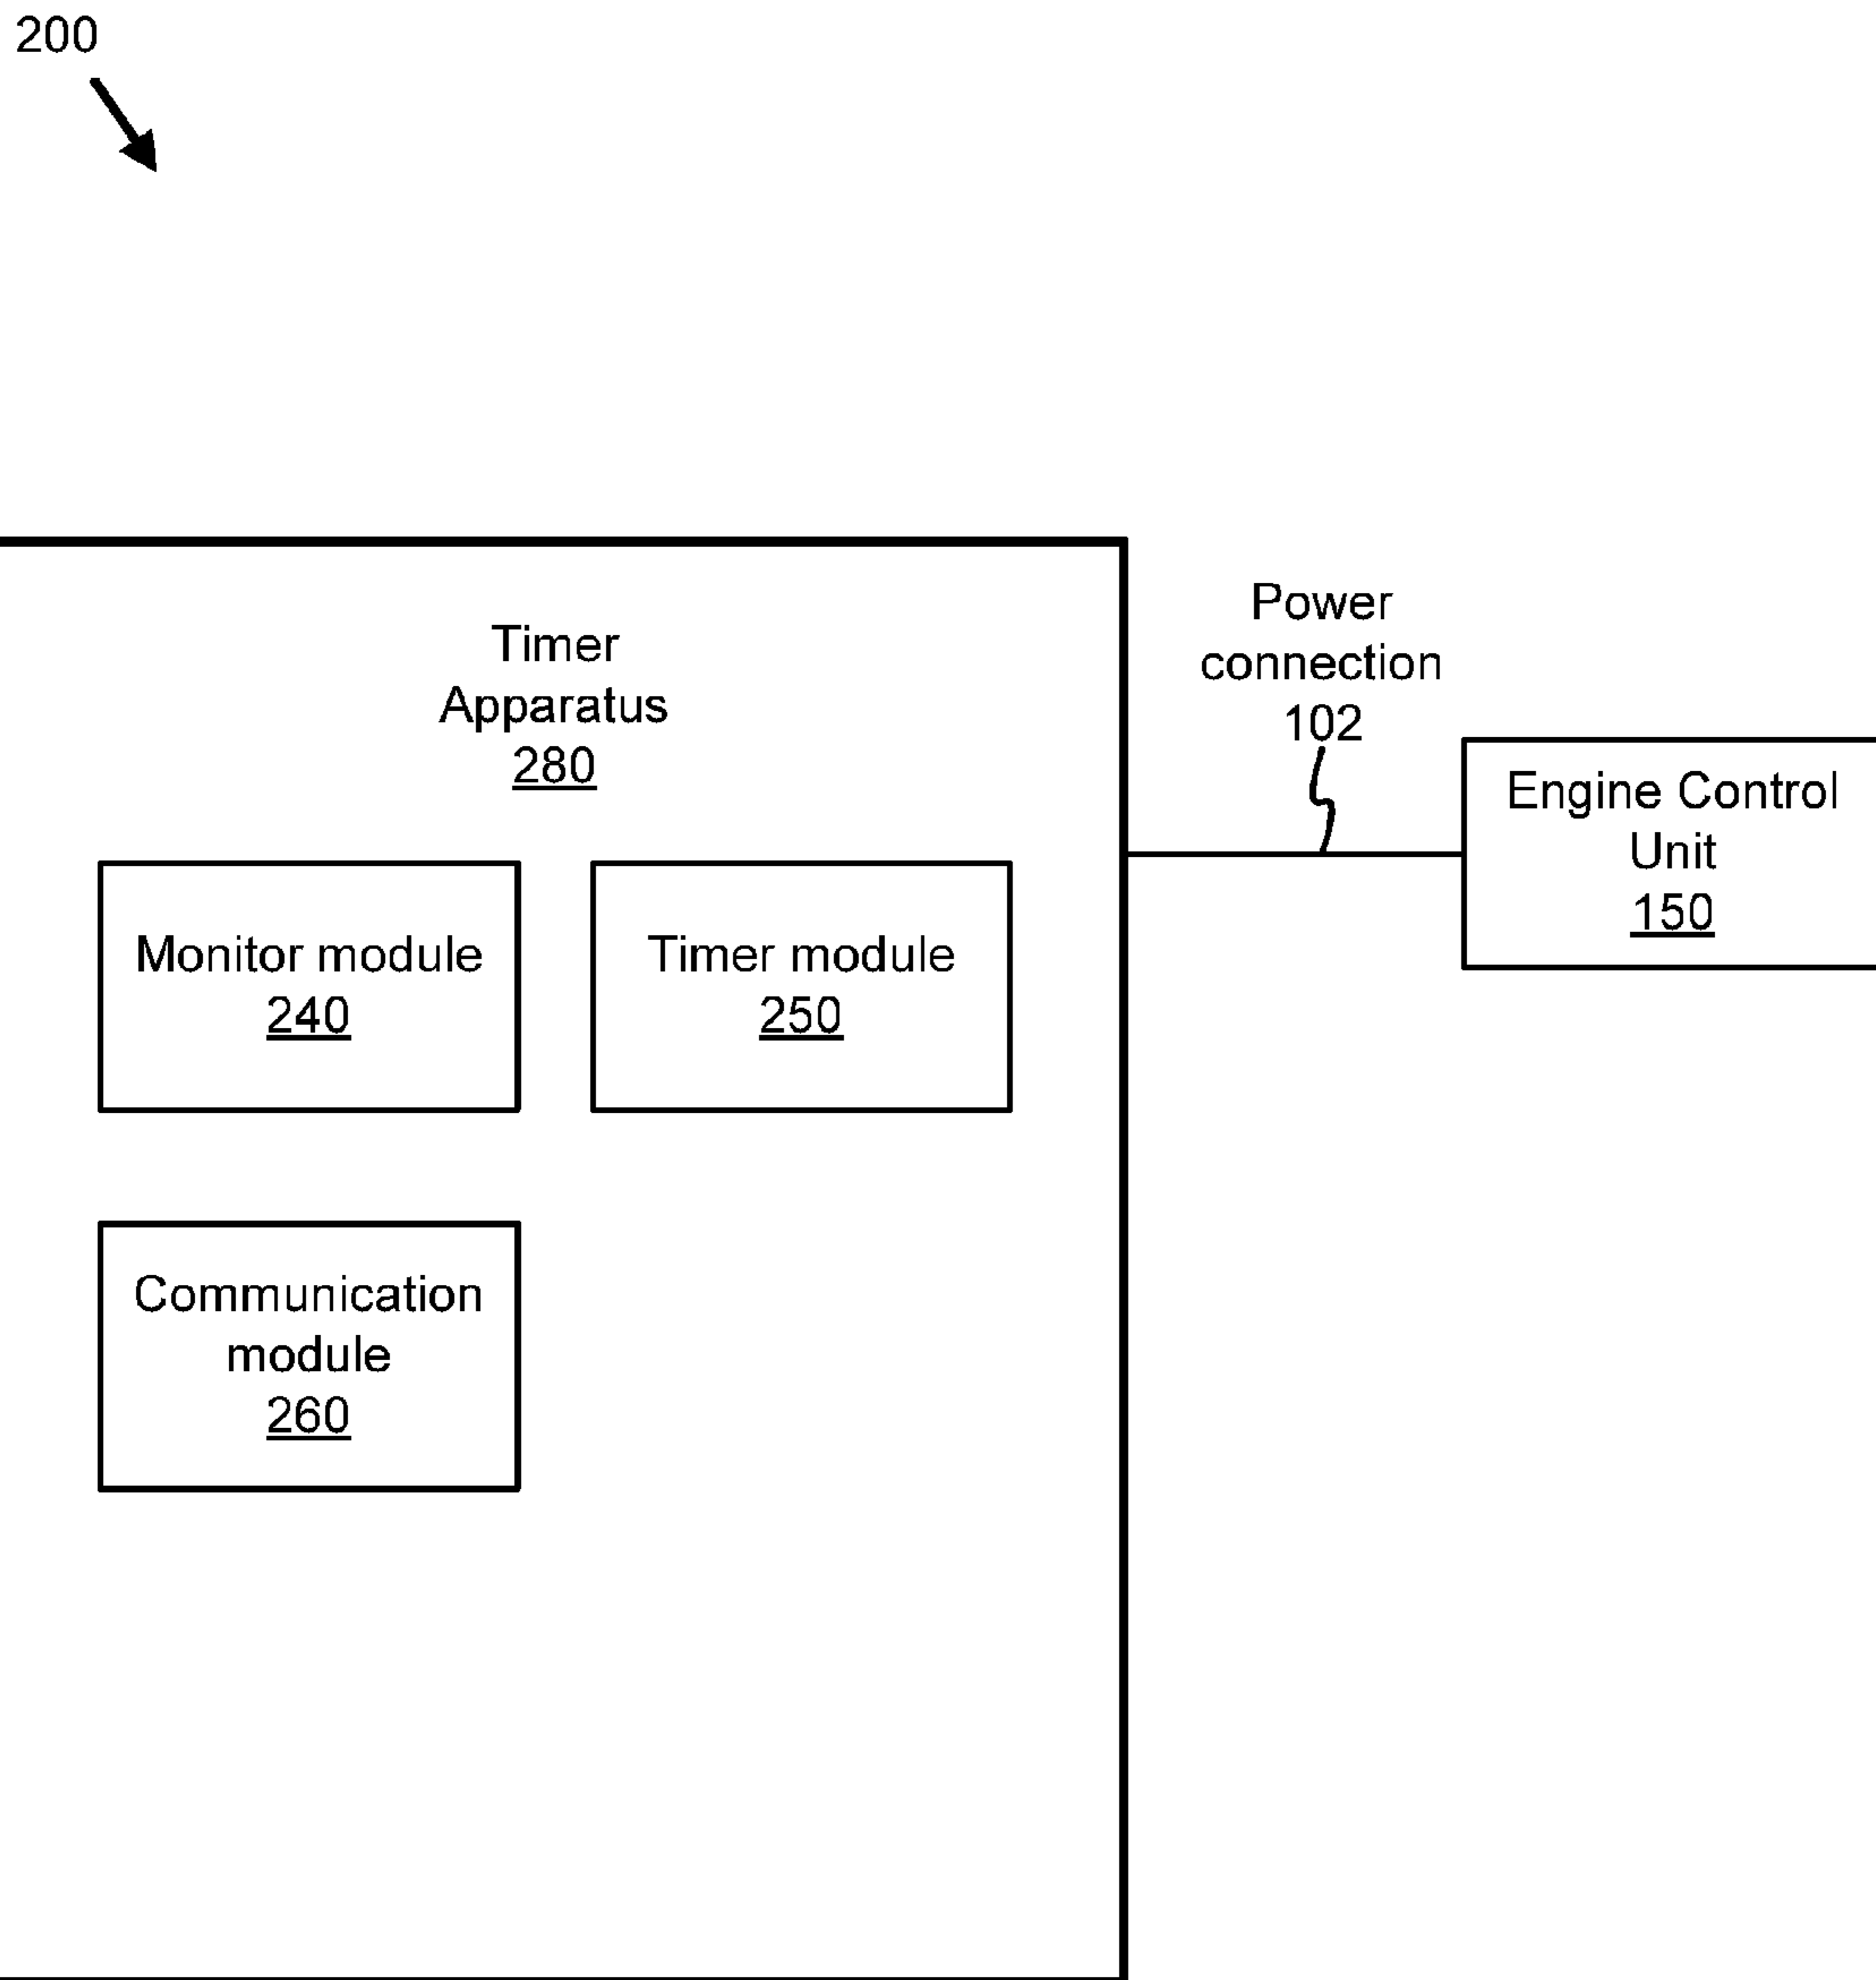 200
Timer
Apparatus
280
Power
connection
102
Engine Control
Unit
150
Monitor module
240
Timer module
250
Communication
module
260